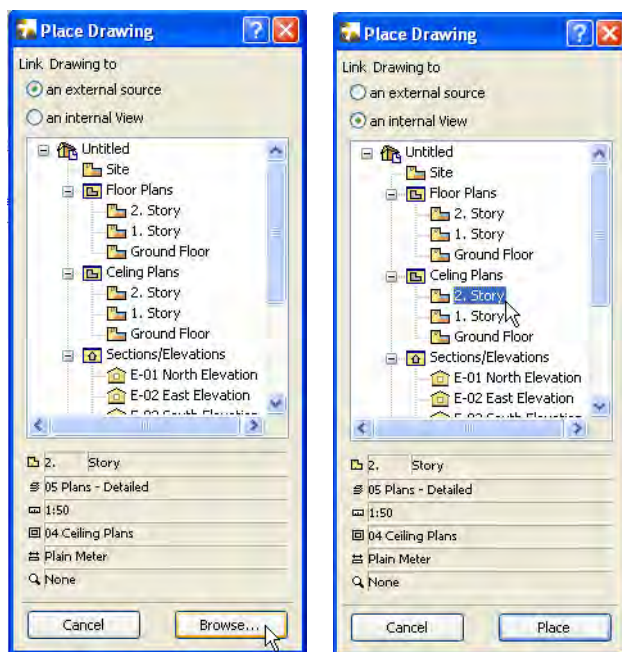 Place Drawing
Link Drawing to
an external source
an internal View
Untitled
Site
Floor Plans
2. Story
1. Story
Ground Floor
Celing Plans
2. Story
1. Story
Ground Floor
Sections/Elevations
E-01 North Elevation
E-02 East Elevation
2. Story
05 Plans - Detailed
1:50
04 Ceiling Plans
Plain Meter
None
Cancel Browse...
Place Drawing
Link Drawing to
an external source
an internal View
Untitled
Site
Floor Plans
2. Story
1. Story
Ground Floor
Celing Plans
2. Story
1. Story
Ground Floor
Sections/Elevations
E-01 North Elevation
E-02 East Elevation
2. Story
05 Plans - Detailed
1:50
04 Ceiling Plans
Plain Meter
None
Cancel Place